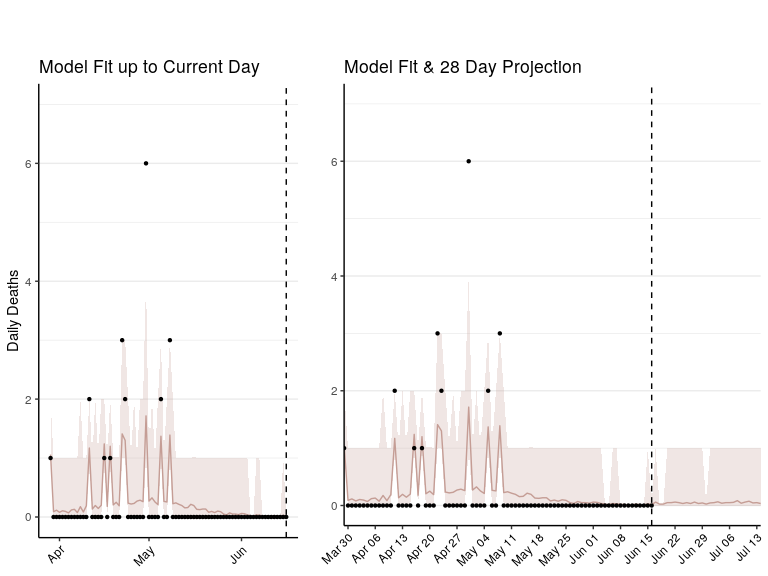 Model Fit up to Current Day
Model Fit & 28 Day Projection
Daily Deaths
6
4
2
0
Apr
May
Jun
6
4
2
0
Mar 30
Apr 06
Apr 13
Apr 20
Apr 27
May 04
May 11
May 18
May 25
Jun 01
Jun 08
Jun 15
Jun 22
Jun 29
Jul 06
Jul 13